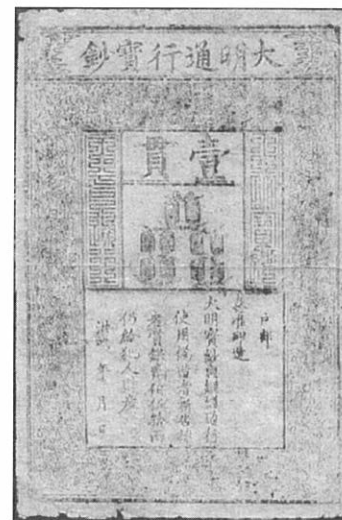 大明通行寶鈔
壹貫
戶部
奏准印造
大明寶鈔與銅錢通行
使用偽造者斬告捕
者賞銀貳伯伍拾兩
仍給犯人財產
洪武 年 月 日